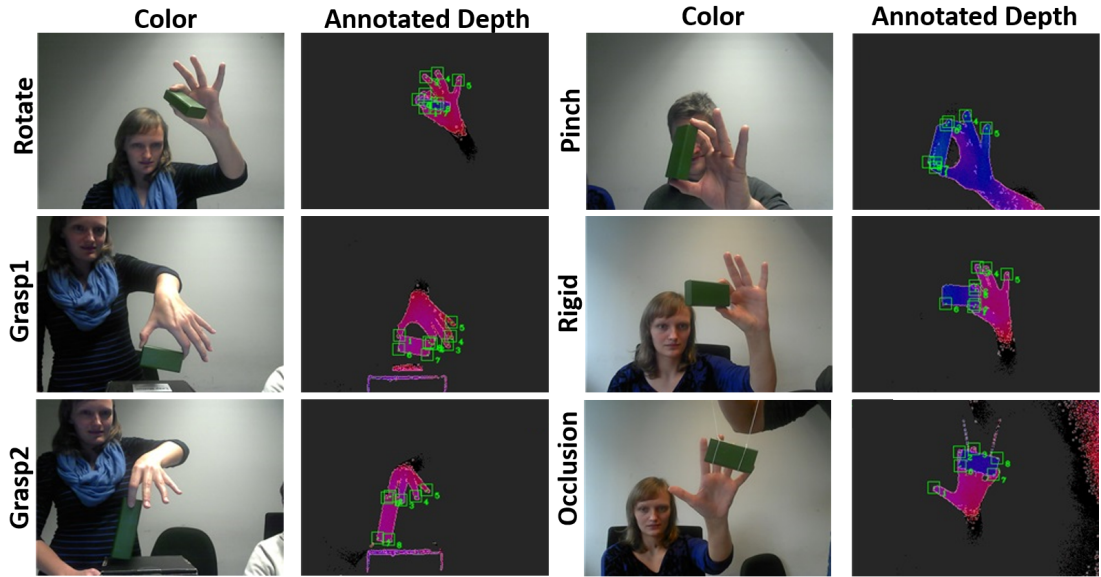 Color Annotated Depth Color Annotated Depth
Rotate
Pinch
Grasp1
Rigid
Grasp2
Occlusion